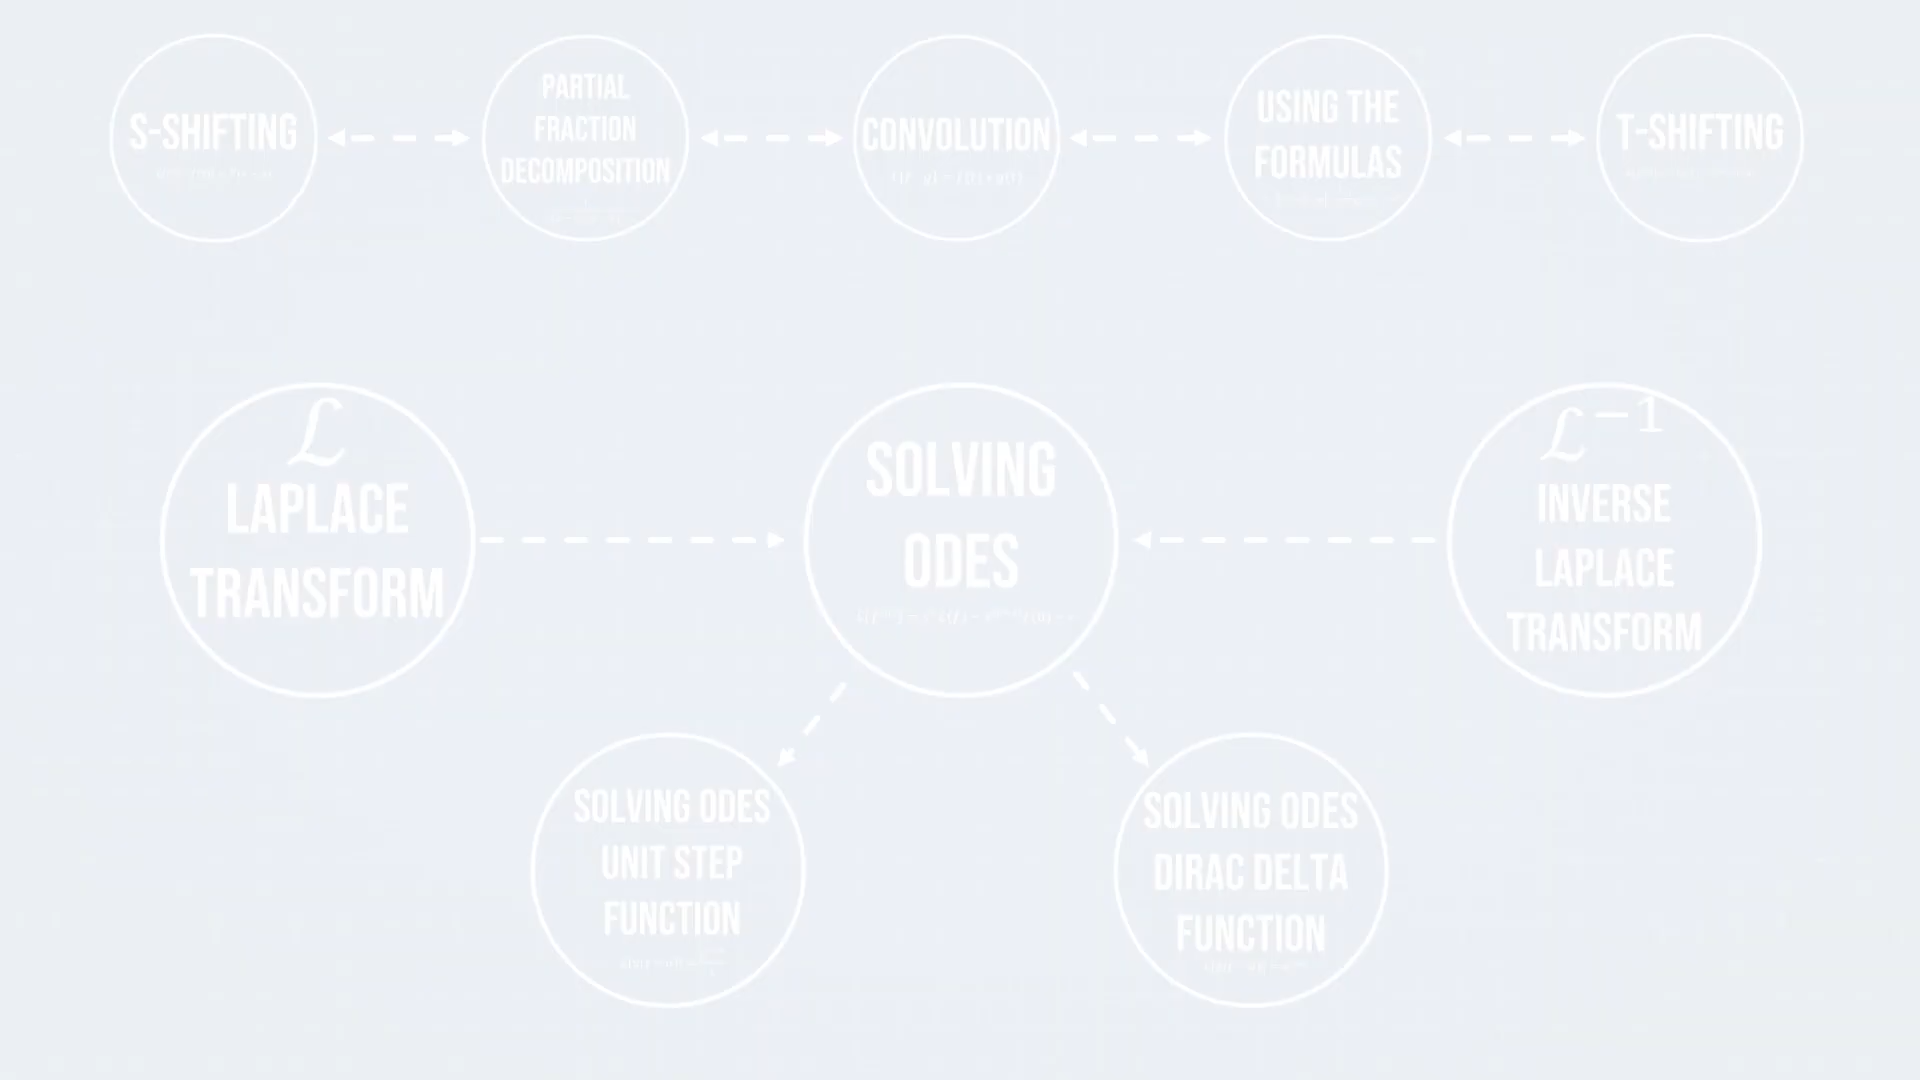 S-SHIFTING
PARTIAL
FRACTION
DECOMPOSITION
CONVOLUTION
USING THE
FORMULAS
T-SHIFTING
ℒ
LAPLACE
TRANSFORM
SOLVING
ODES
ℒ⁻¹
INVERSE
LAPLACE
TRANSFORM
SOLVING ODES
UNIT STEP
FUNCTION
SOLVING ODES
DIRAC DELTA
FUNCTION